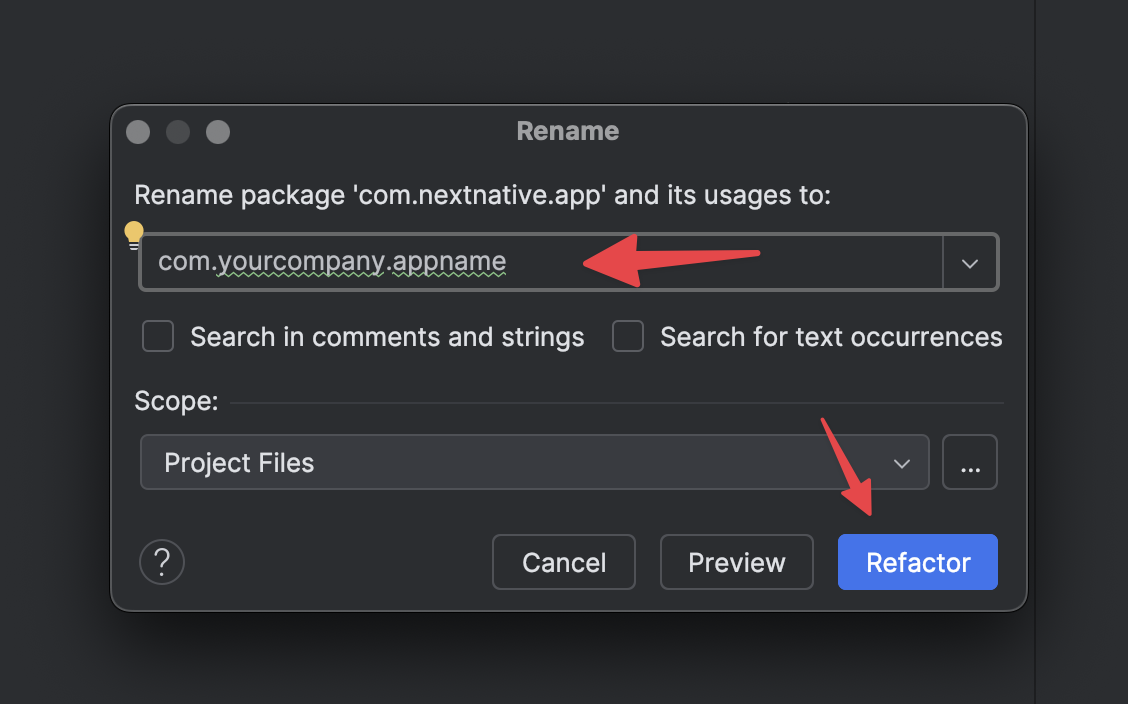 Rename
Rename package 'com.nextnative.app' and its usages to:
com.yourcompany.appname
Search in comments and strings Search for text occurrences
Scope:
Project Files ...
? Cancel Preview Refactor